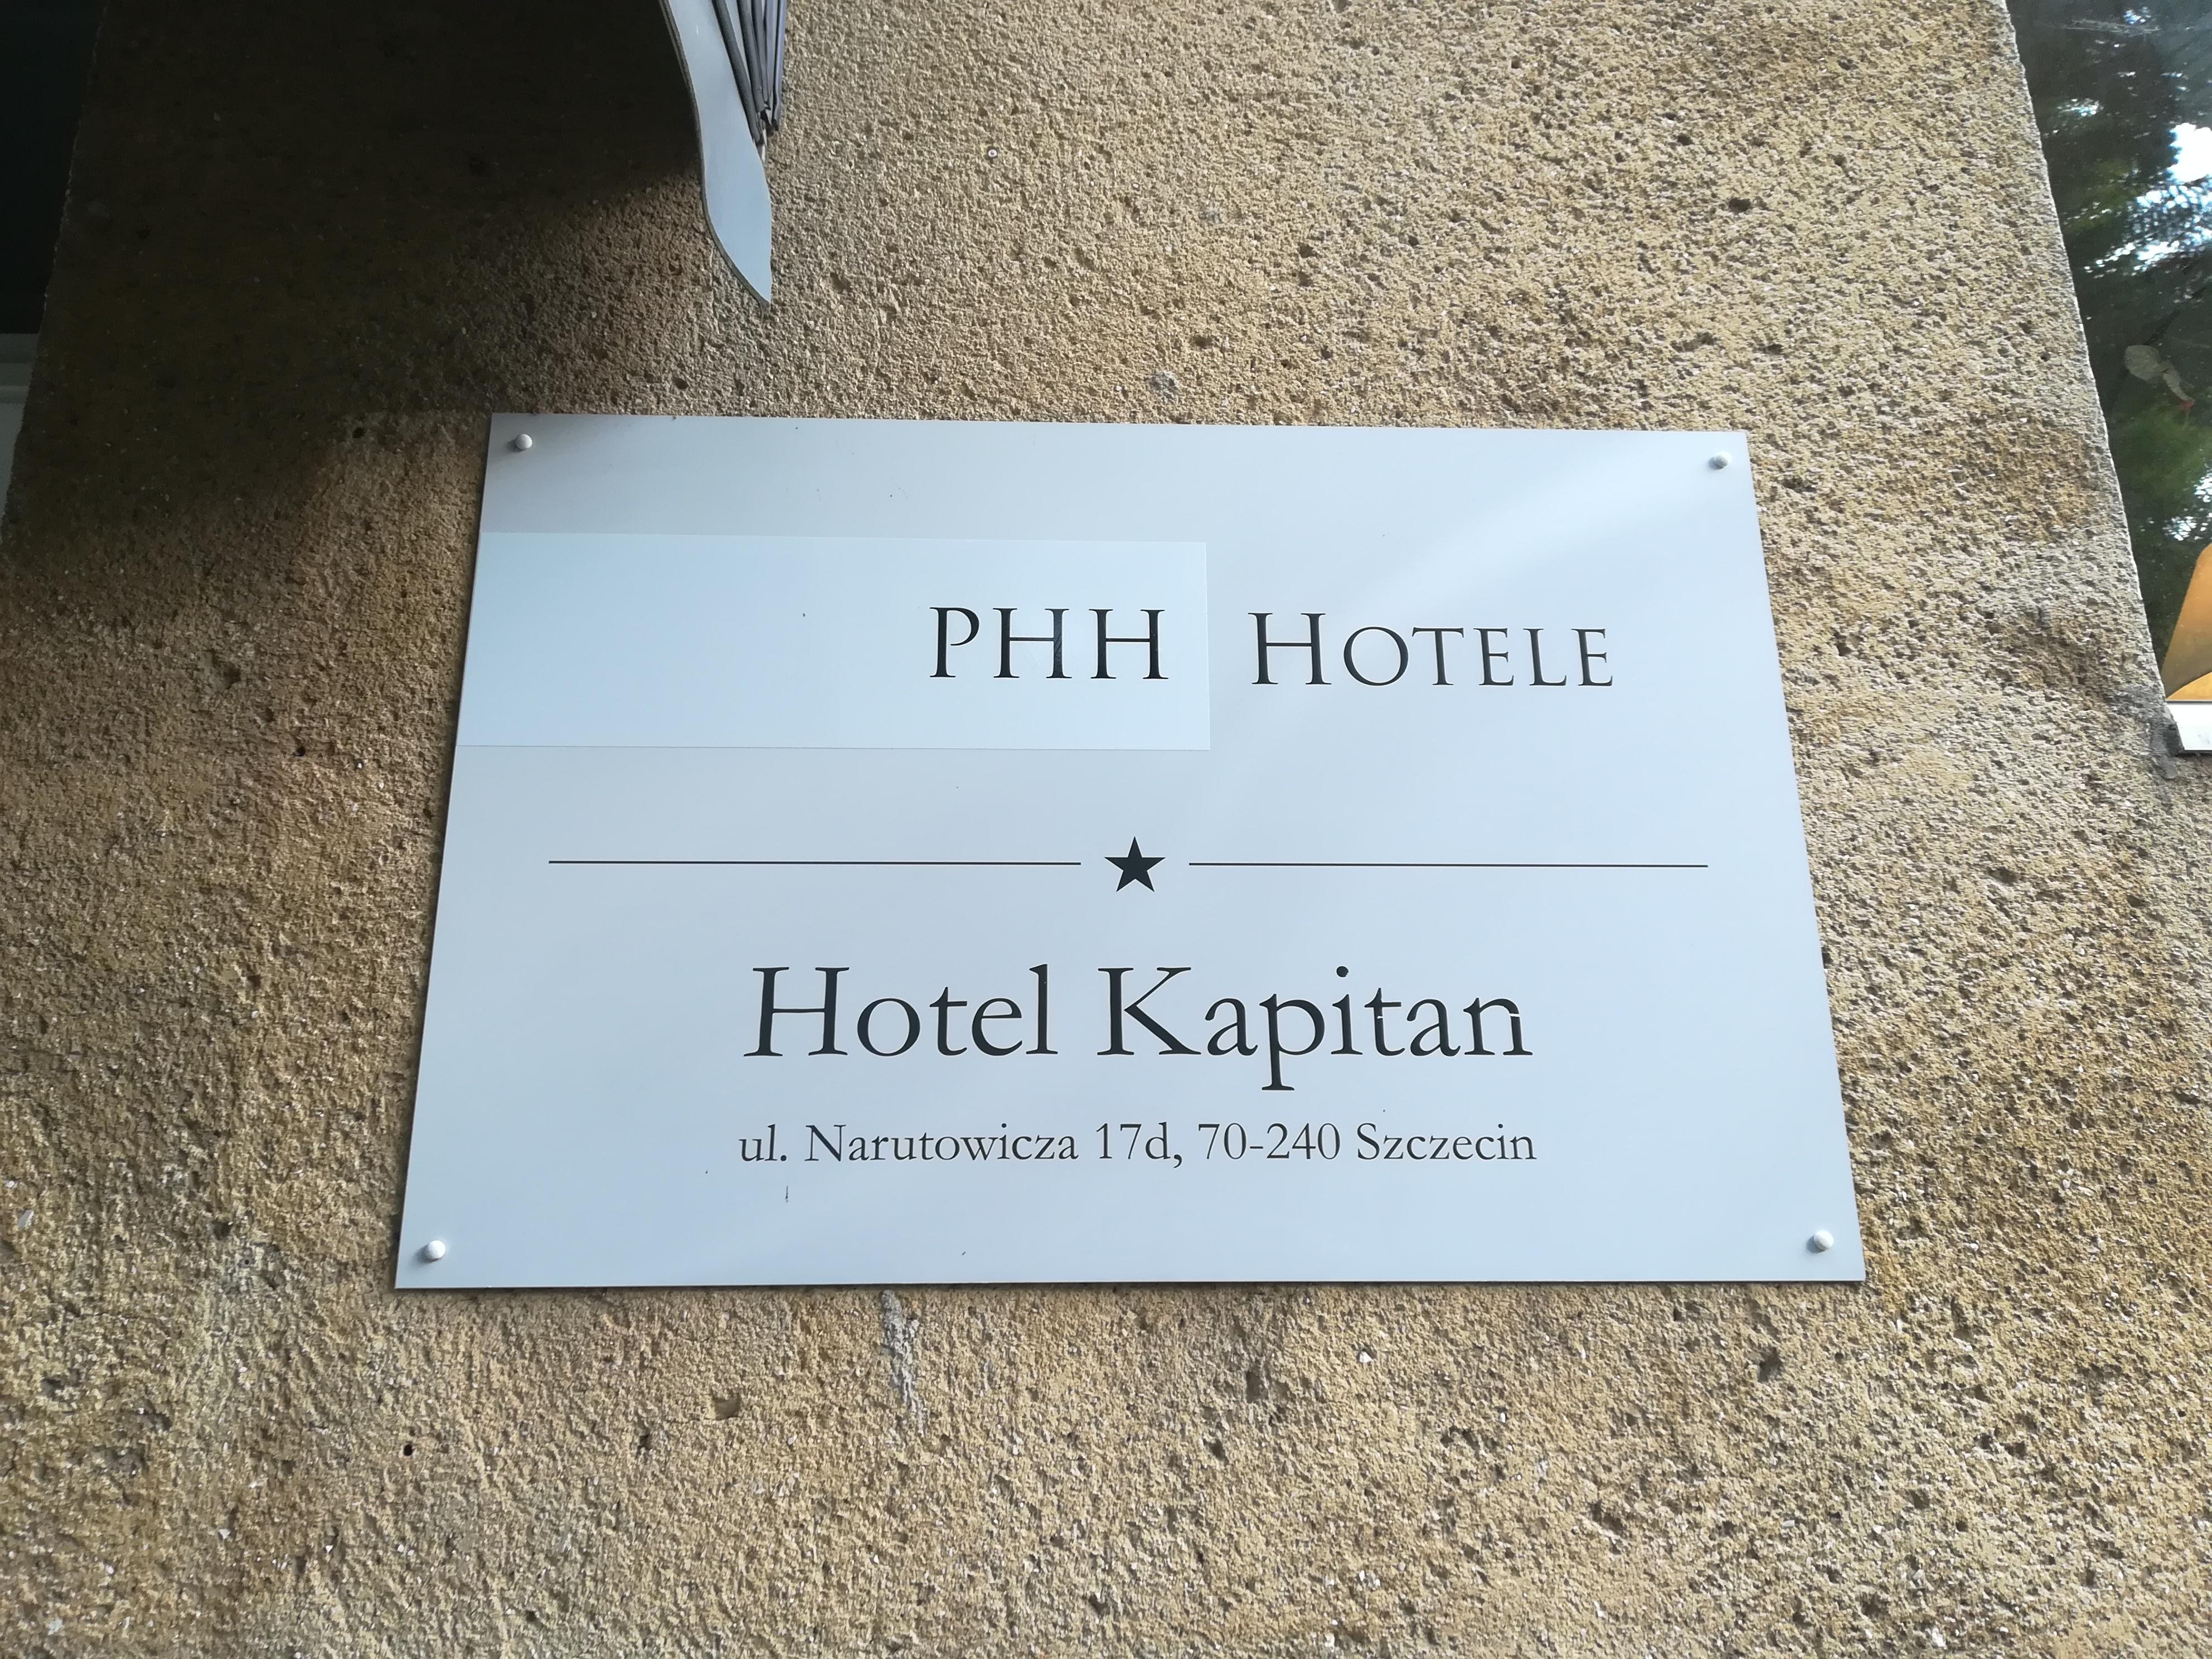 PHH HOTELE
Hotel Kapitan
ul. Narutowicza 17d, 70-240 Szczecin